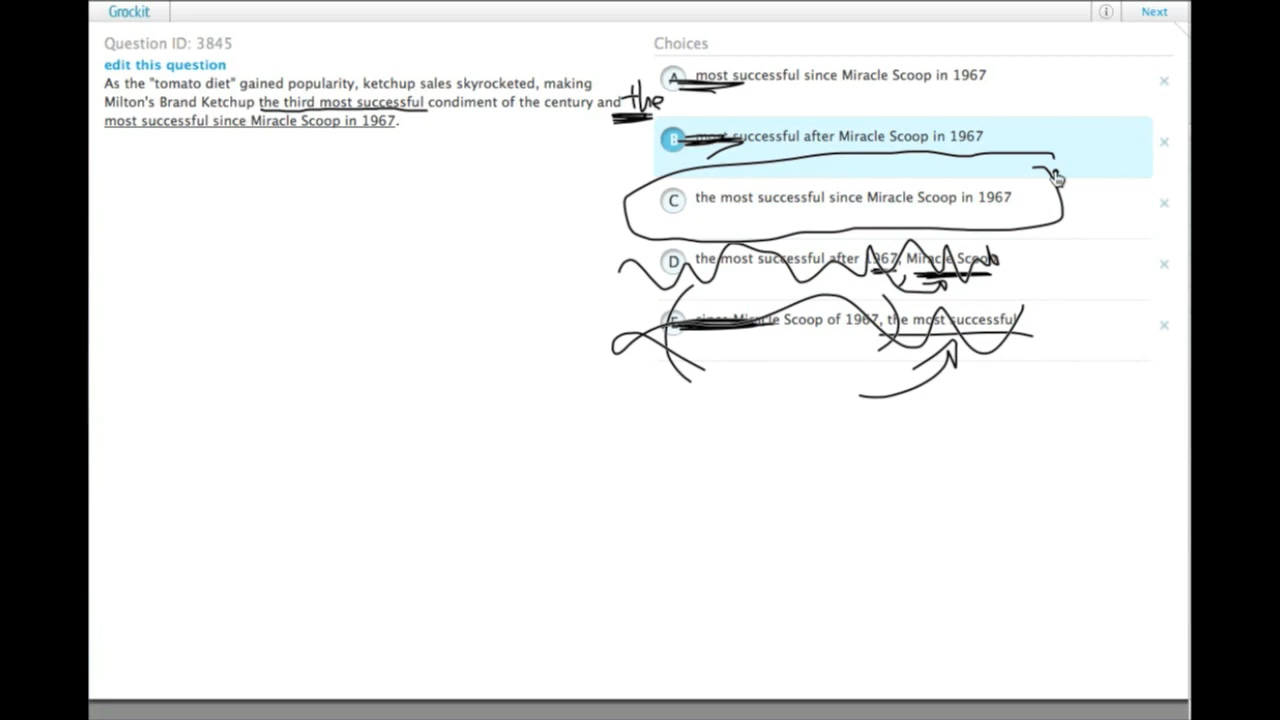 Grockit
Next
Question ID: 3845
edit this question
As the "tomato diet" gained popularity, ketchup sales skyrocketed, making
Milton's Brand Ketchup the third most successful condiment of the century and the
most successful since Miracle Scoop in 1967.
Choices
A most successful since Miracle Scoop in 1967
B most successful after Miracle Scoop in 1967
C the most successful since Miracle Scoop in 1967
D the most successful after 1967, Miracle Scoop
E since Miracle Scoop of 1967, the most successful